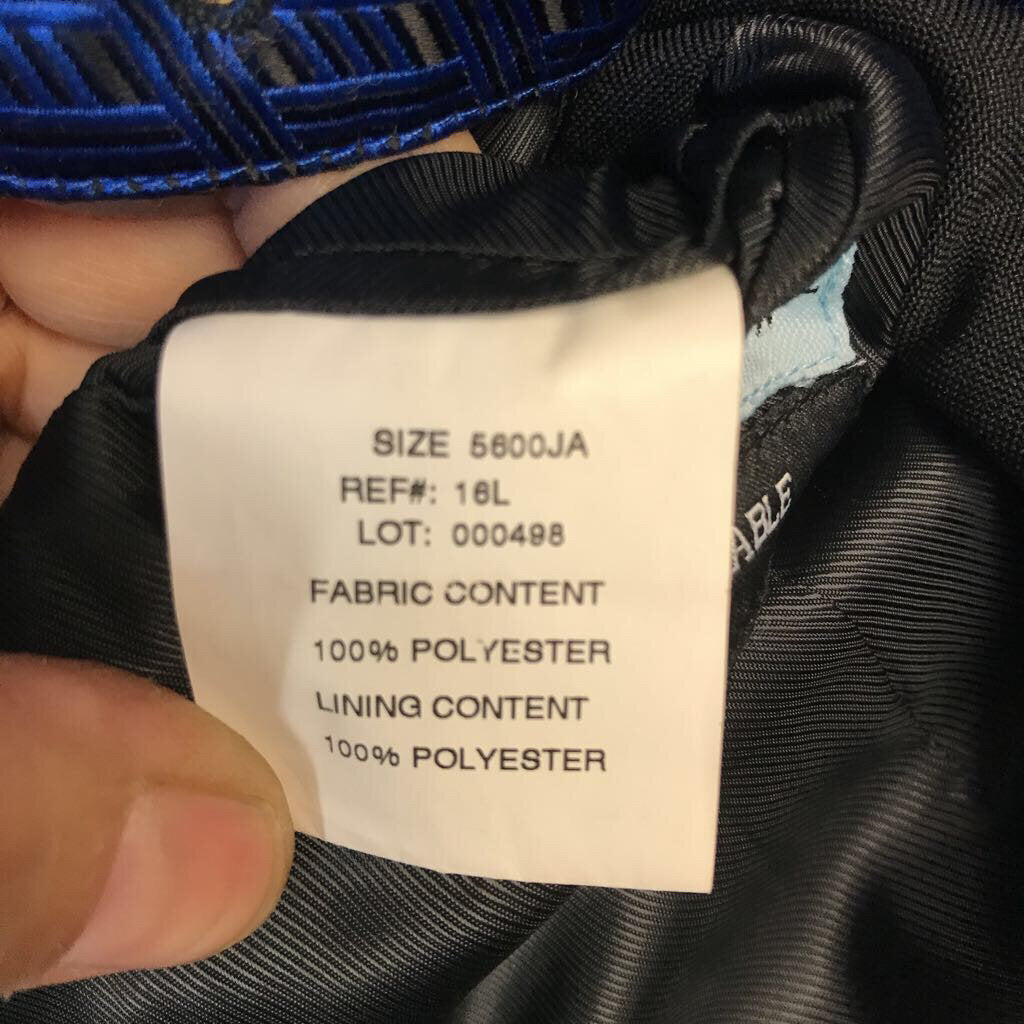 SIZE 5600JA
REF#: 16L
LOT: 000498
FABRIC CONTENT
100% POLYESTER
LINING CONTENT
100% POLYESTER